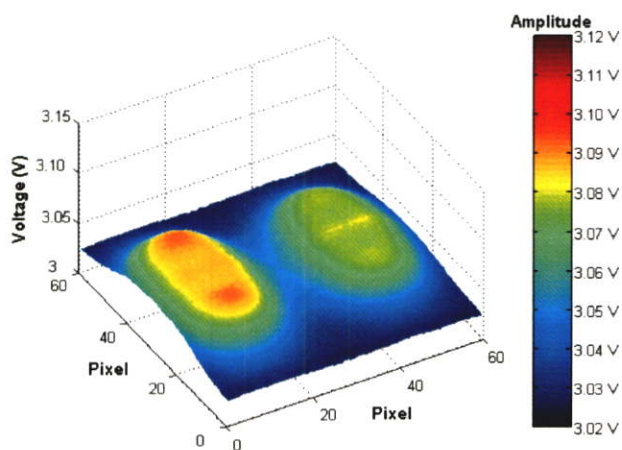 Amplitude
3.12 V
3.11 V
3.10 V
3.09 V
3.08 V
3.07 V
3.06 V
3.05 V
3.04 V
3.03 V
3.02 V
Voltage (V)
3.15
3.10
3.05
3
60
40
20
0
Pixel
0
20
40
60
Pixel